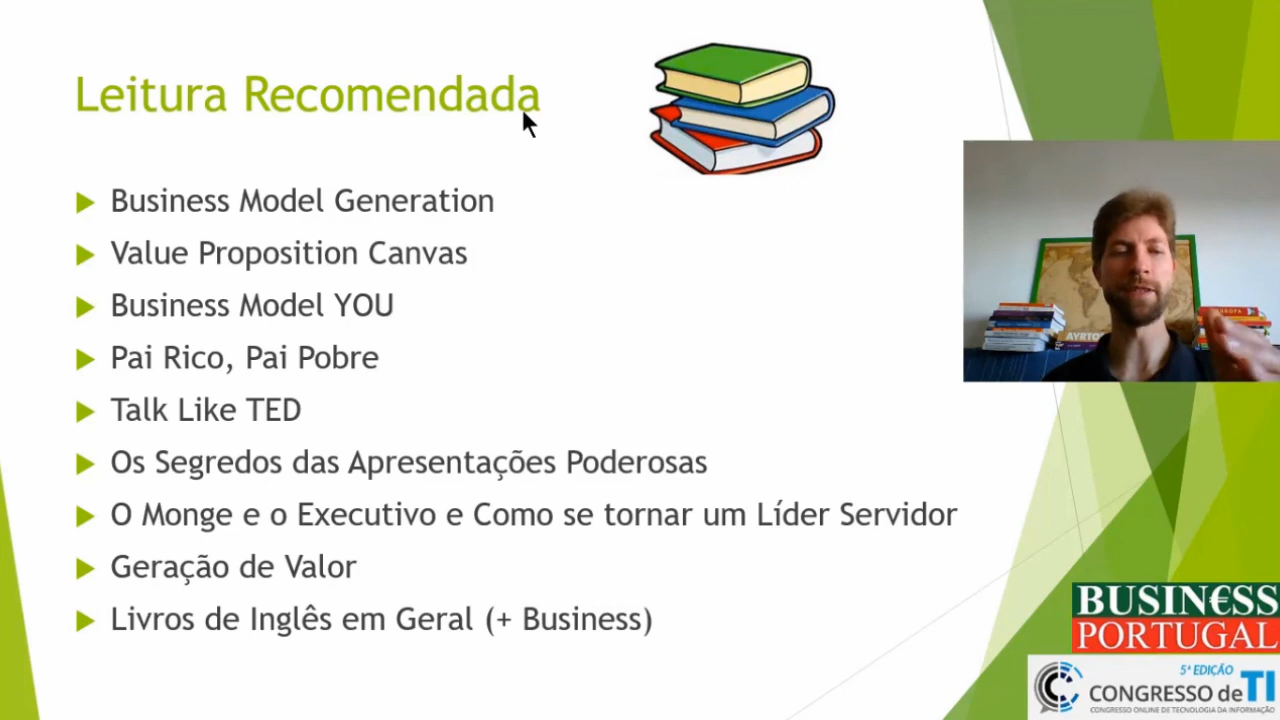 Leitura Recomendada
Business Model Generation
Value Proposition Canvas
Business Model YOU
Pai Rico, Pai Pobre
Talk Like TED
Os Segredos das Apresentações Poderosas
O Monge e o Executivo e Como se tornar um Líder Servidor
Geração de Valor
Livros de Inglês em Geral (+ Business)
AYRTO
BUSIN€SS
PORTUGAL
5ª EDIÇÃO
CONGRESSO de TI
CONGRESSO ONLINE DE TECNOLOGIA DA INFORMAÇÃO